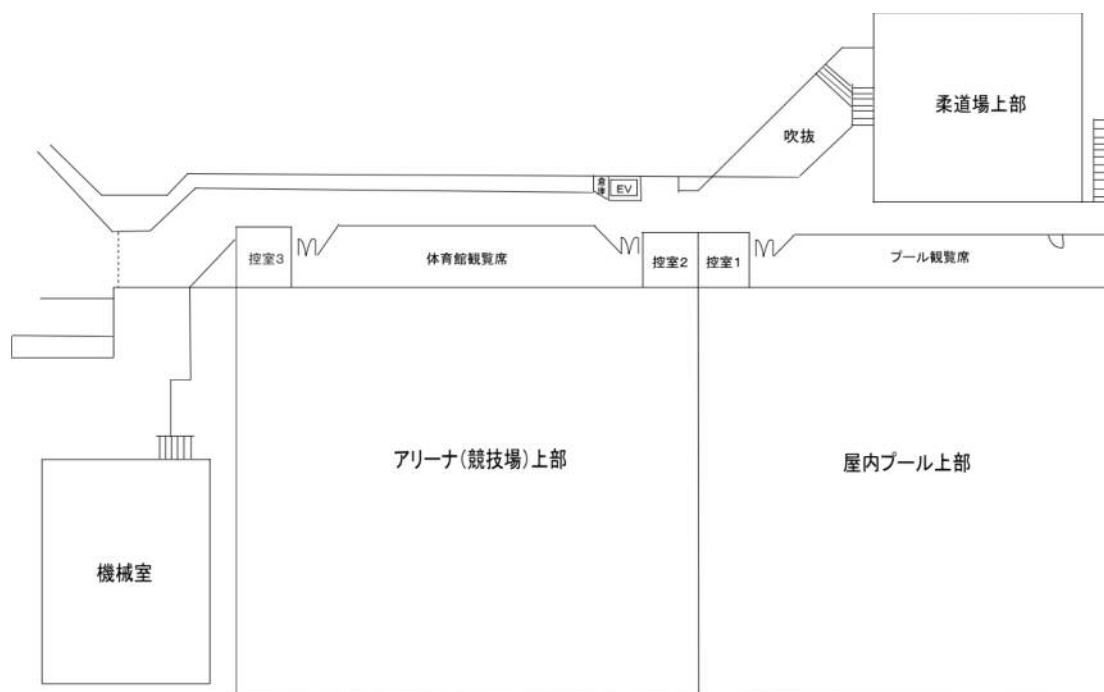 柔道場上部
吹抜
倉庫
EV
控室3
体育館観覧席
控室2
控室1
プール観覧席
アリーナ(競技場)上部
屋内プール上部
機械室